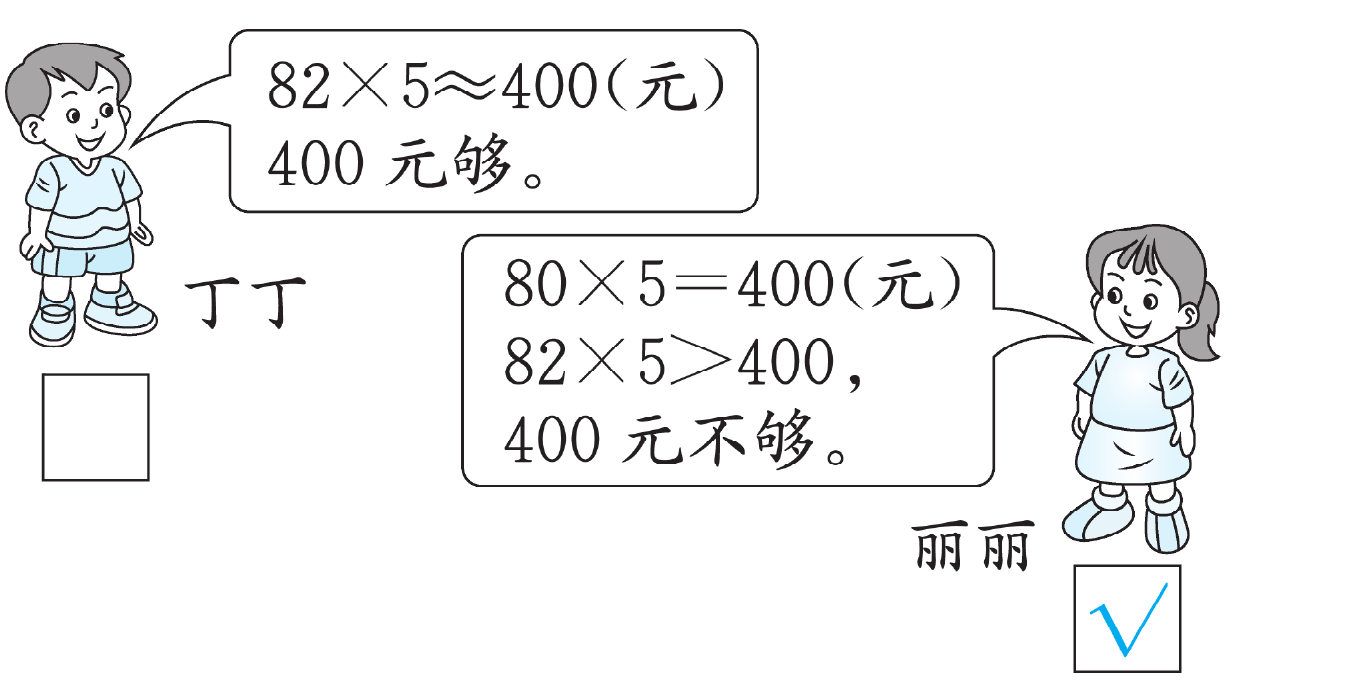 82×5≈400(元)
400 元够。
丁丁
80×5=400(元)
82×5>400,
400 元不够。
丽丽
√